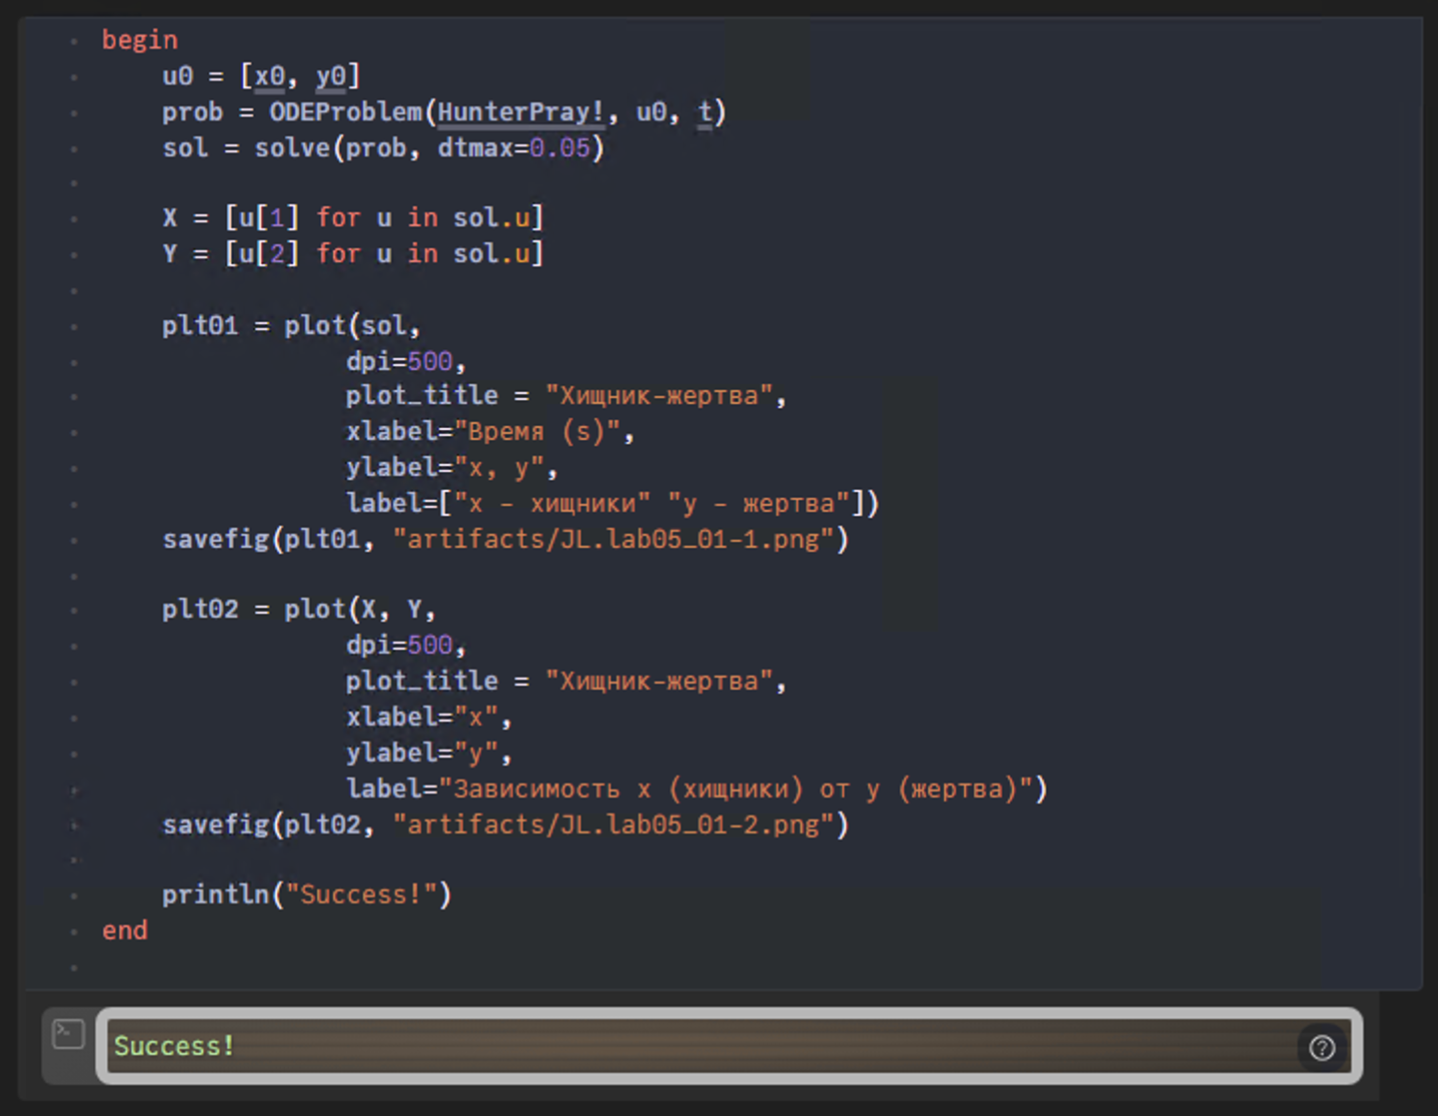 begin
    u0 = [x0, y0]
    prob = ODEProblem(HunterPray!, u0, t)
    sol = solve(prob, dtmax=0.05)

    X = [u[1] for u in sol.u]
    Y = [u[2] for u in sol.u]

    plt01 = plot(sol,
                dpi=500,
                plot_title = "Хищник-жертва",
                xlabel="Время (s)",
                ylabel="x, y",
                label=["x - хищники" "y - жертва"])
    savefig(plt01, "artifacts/JL.lab05_01-1.png")

    plt02 = plot(X, Y,
                dpi=500,
                plot_title = "Хищник-жертва",
                xlabel="x",
                ylabel="y",
                label="Зависимость x (хищники) от y (жертва)")
    savefig(plt02, "artifacts/JL.lab05_01-2.png")

    println("Success!")
end
Success!